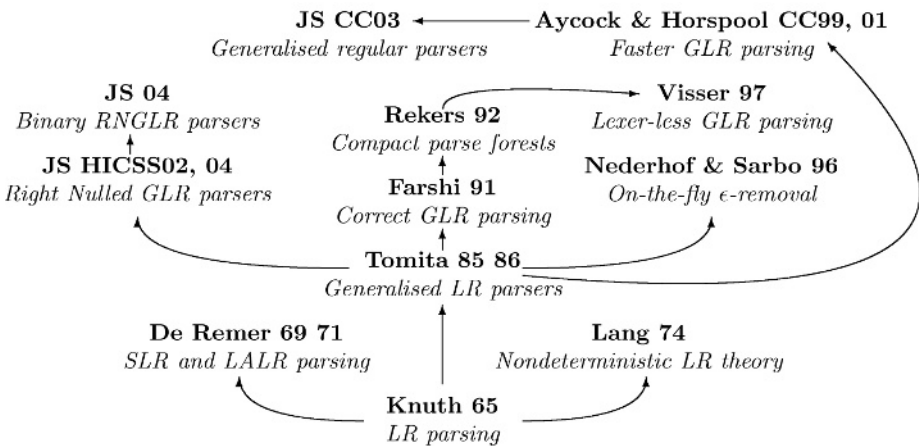 JS CC03
Generalised regular parsers
Aycock & Horspool CC99, 01
Faster GLR parsing
JS 04
Binary RNGLR parsers
Rekers 92
Compact parse forests
Visser 97
Lexer-less GLR parsing
JS HICSS02, 04
Right Nulled GLR parsers
Farshi 91
Correct GLR parsing
Nederhof & Sarbo 96
On-the-fly ϵ-removal
Tomita 85 86
Generalised LR parsers
De Remer 69 71
SLR and LALR parsing
Lang 74
Nondeterministic LR theory
Knuth 65
LR parsing